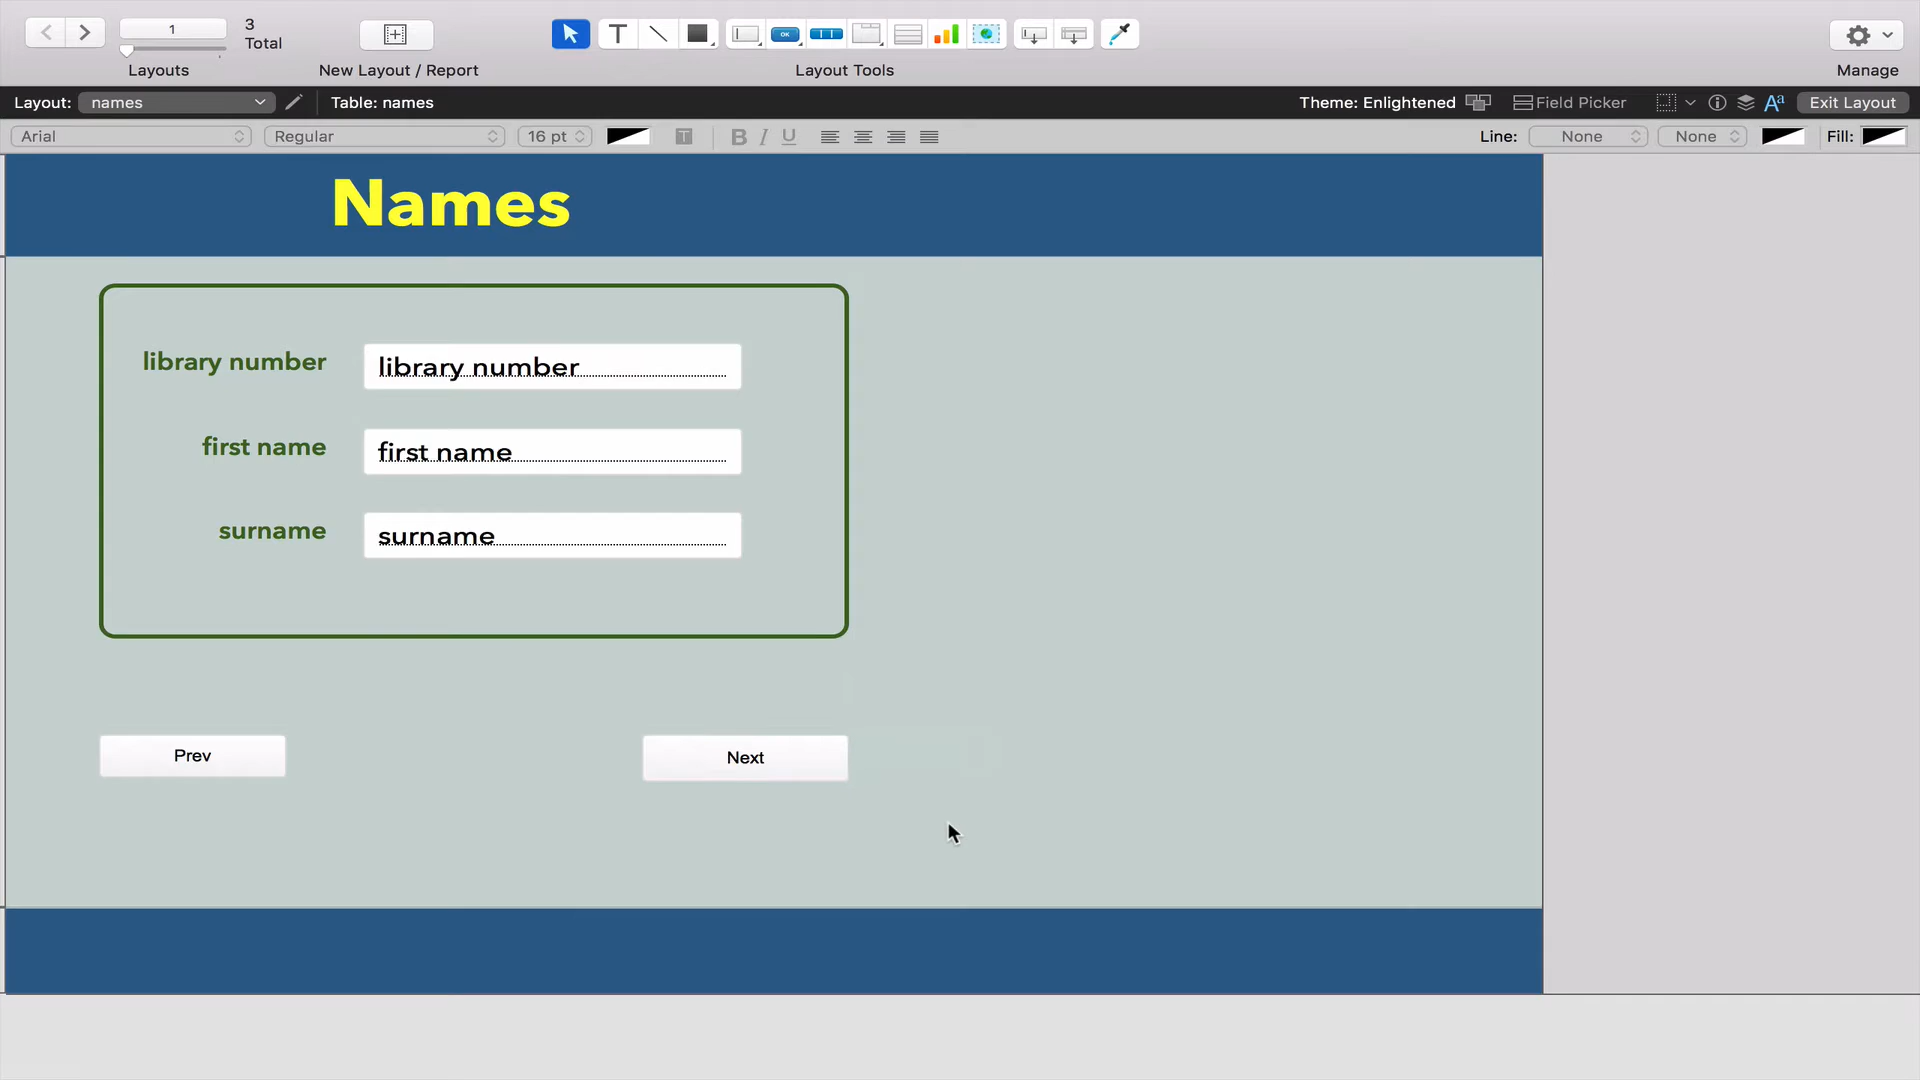 1
3
Total
OK
Layouts
New Layout / Report
Layout Tools
Manage
Layout: names
Table: names
Theme: Enlightened
Field Picker
Aa
Exit Layout
Arial
Regular
16 pt
T
B I U
Line: None
None
Fill:
Names
library number
library number
first name
first name
surname
surname
Prev
Next